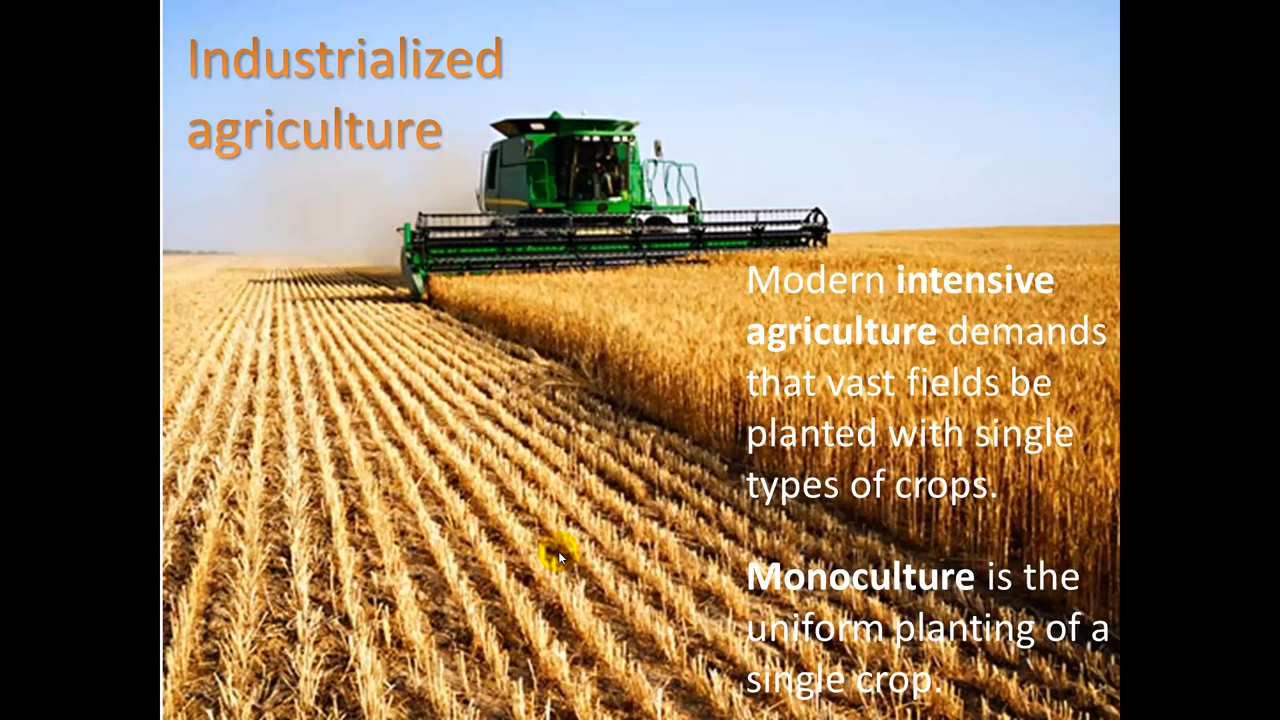 Industrialized
agriculture
Modern intensive
agriculture demands
that vast fields be
planted with single
types of crops.
Monoculture is the
uniform planting of a
single crop.